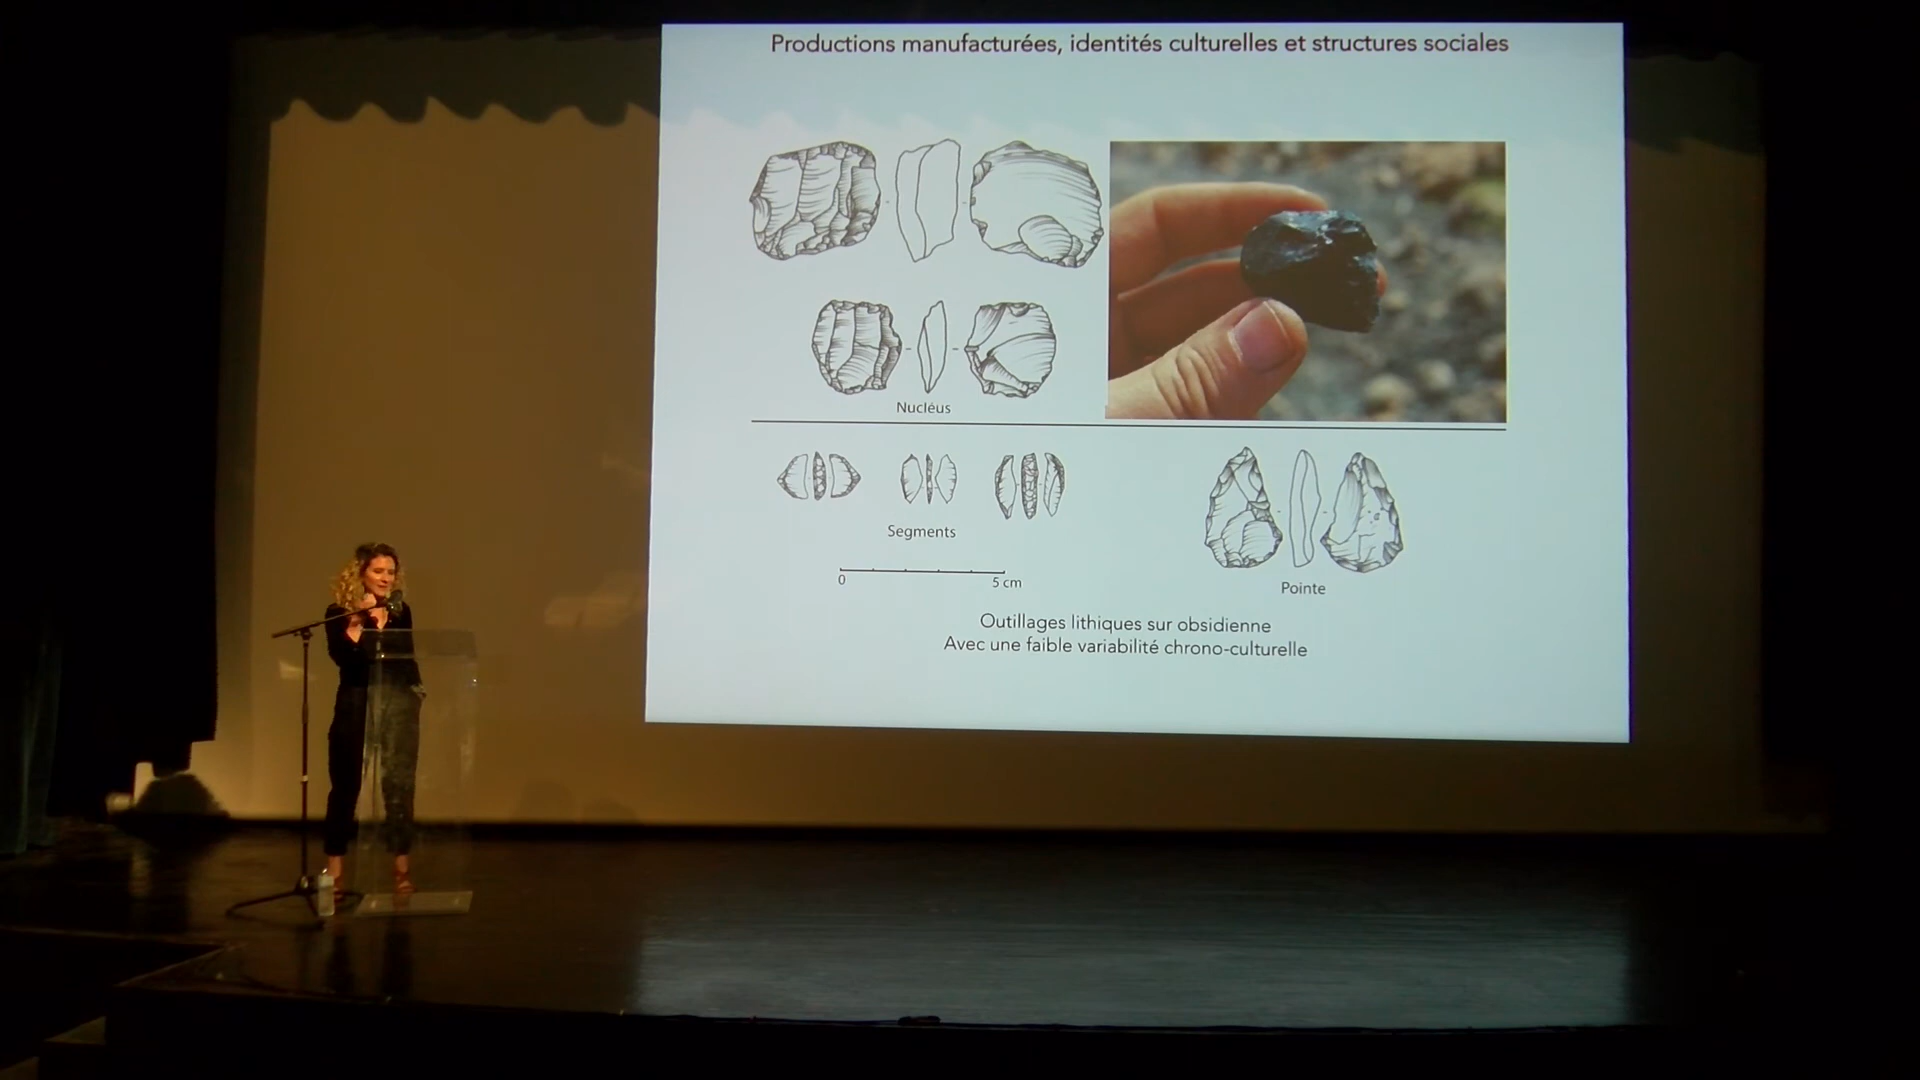 Productions manufacturées, identités culturelles et structures sociales
Nucléus
Segments
0 5 cm
Pointe
Outillages lithiques sur obsidienne
Avec une faible variabilité chrono-culturelle